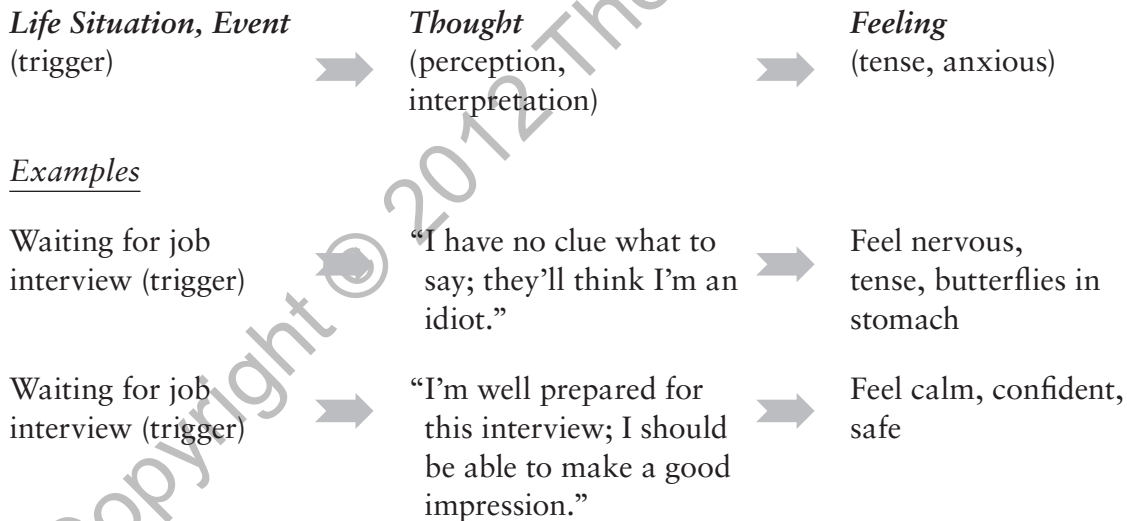 Life Situation, Event
(trigger)
Thought
(perception,
interpretation)
Feeling
(tense, anxious)
Examples
Waiting for job
interview (trigger)
“I have no clue what to
say; they’ll think I’m an
idiot.”
Feel nervous,
tense, butterflies in
stomach
Waiting for job
interview (trigger)
“I’m well prepared for
this interview; I should
be able to make a good
impression.”
Feel calm, confident,
safe
Copyright © 2012 The